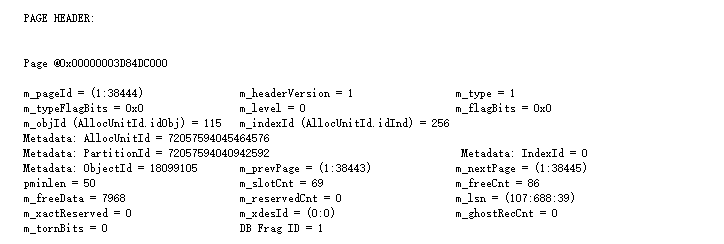 PAGE HEADER:
Page @0x00000003D84DC000
m_pageId = (1:38444) m_headerVersion = 1 m_type = 1
m_typeFlagBits = 0x0 m_level = 0 m_flagBits = 0x0
m_objId (AllocUnitId.idObj) = 115 m_indexId (AllocUnitId.idInd) = 256
Metadata: AllocUnitId = 72057594045464576
Metadata: PartitionId = 72057594040942592 Metadata: IndexId = 0
Metadata: ObjectId = 18099105 m_prevPage = (1:38443) m_nextPage = (1:38445)
pminlen = 50 m_slotCnt = 69 m_freeCnt = 86
m_freeData = 7968 m_reservedCnt = 0 m_lsn = (107:688:39)
m_xactReserved = 0 m_xdesId = (0:0) m_ghostRecCnt = 0
m_tornBits = 0 DB Frag ID = 1